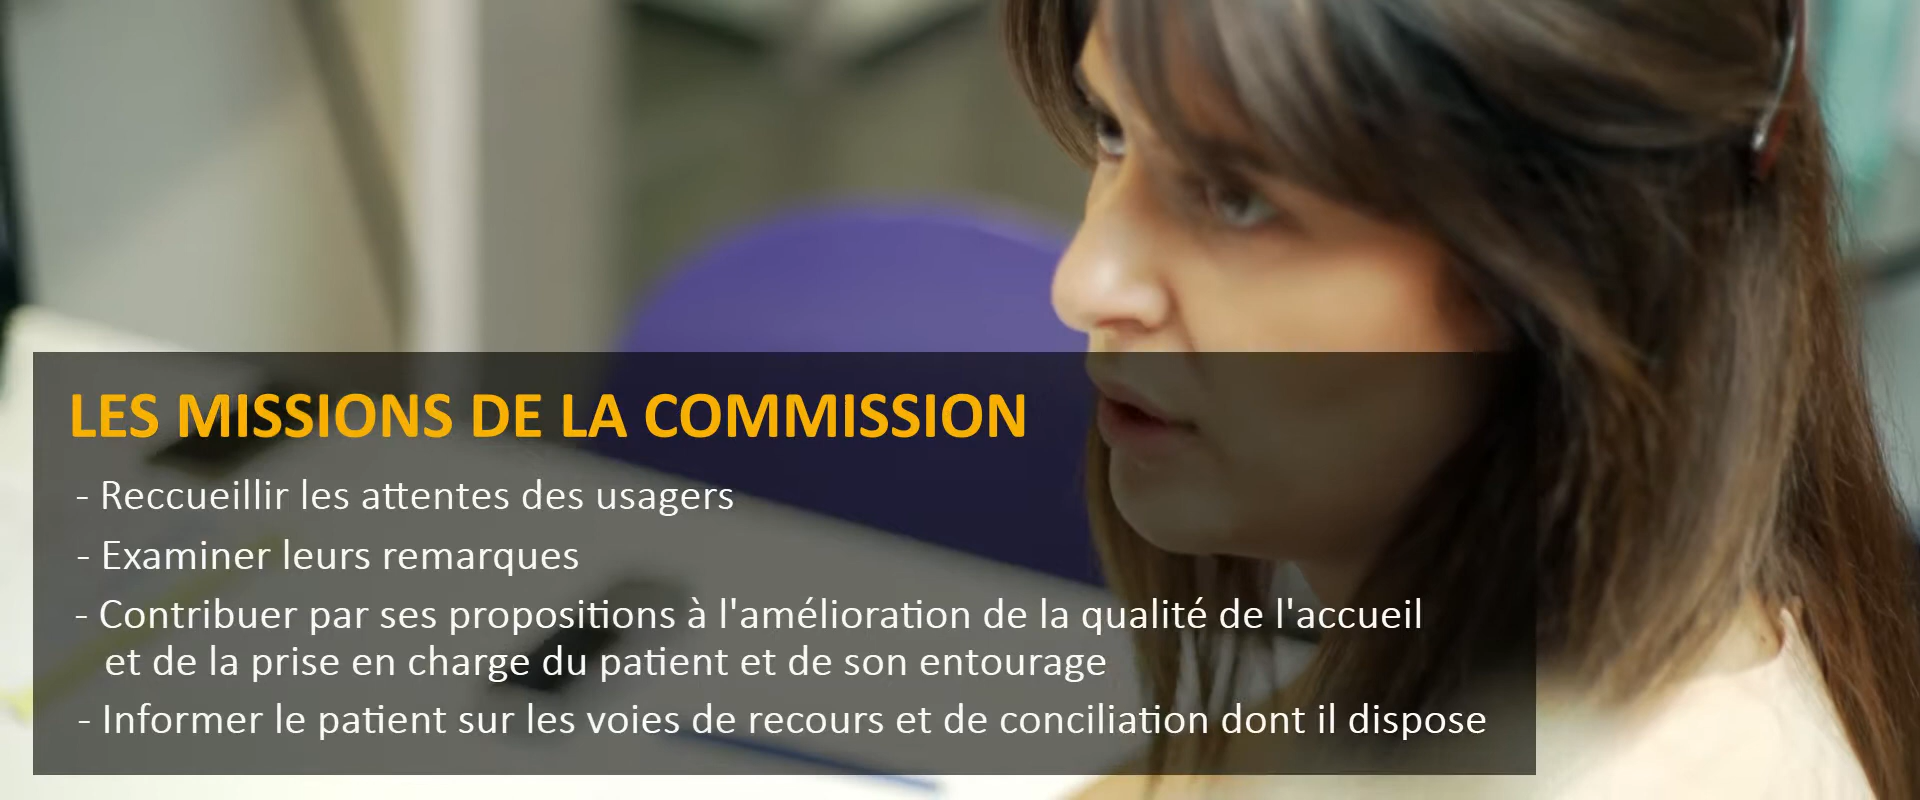 LES MISSIONS DE LA COMMISSION
- Reccueillir les attentes des usagers
- Examiner leurs remarques
- Contribuer par ses propositions à l'amélioration de la qualité de l'accueil
et de la prise en charge du patient et de son entourage
- Informer le patient sur les voies de recours et de conciliation dont il dispose